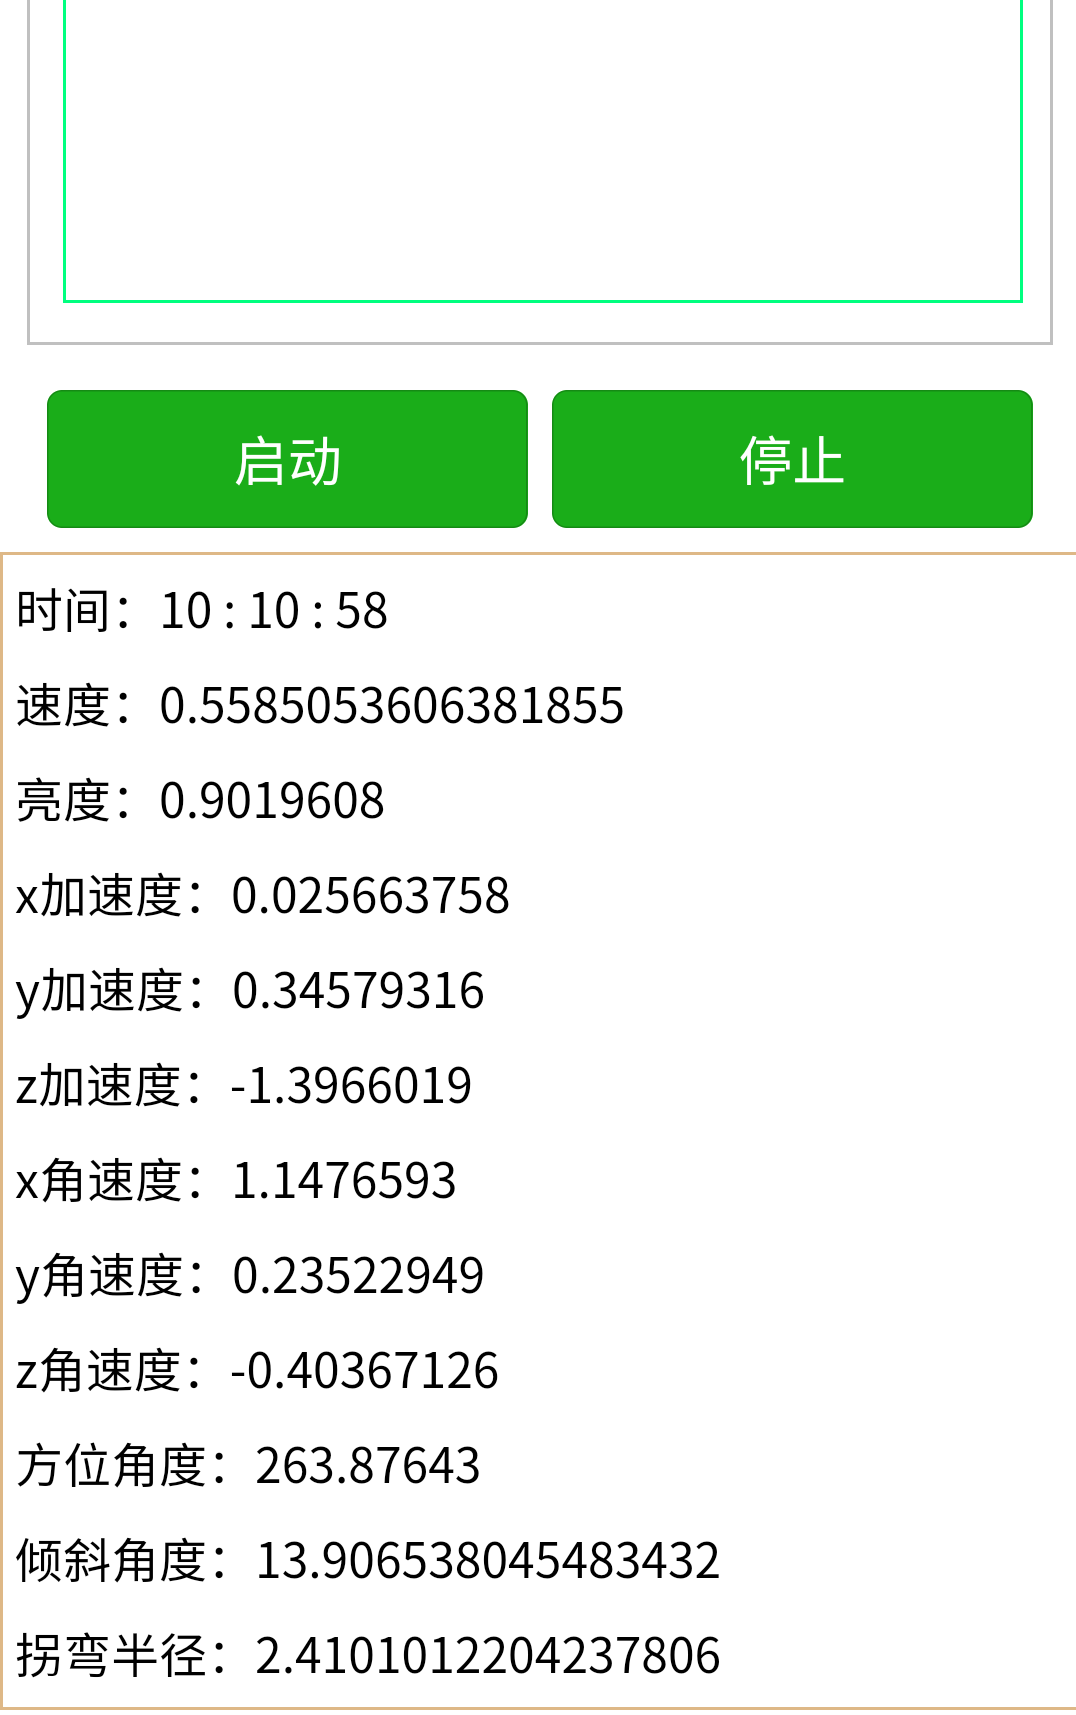 启动 停止
时间：10 : 10 : 58
速度：0.5585053606381855
亮度：0.9019608
x加速度：0.025663758
y加速度：0.34579316
z加速度：-1.3966019
x角速度：1.1476593
y角速度：0.23522949
z角速度：-0.40367126
方位角度：263.87643
倾斜角度：13.906538045483432
拐弯半径：2.4101012204237806